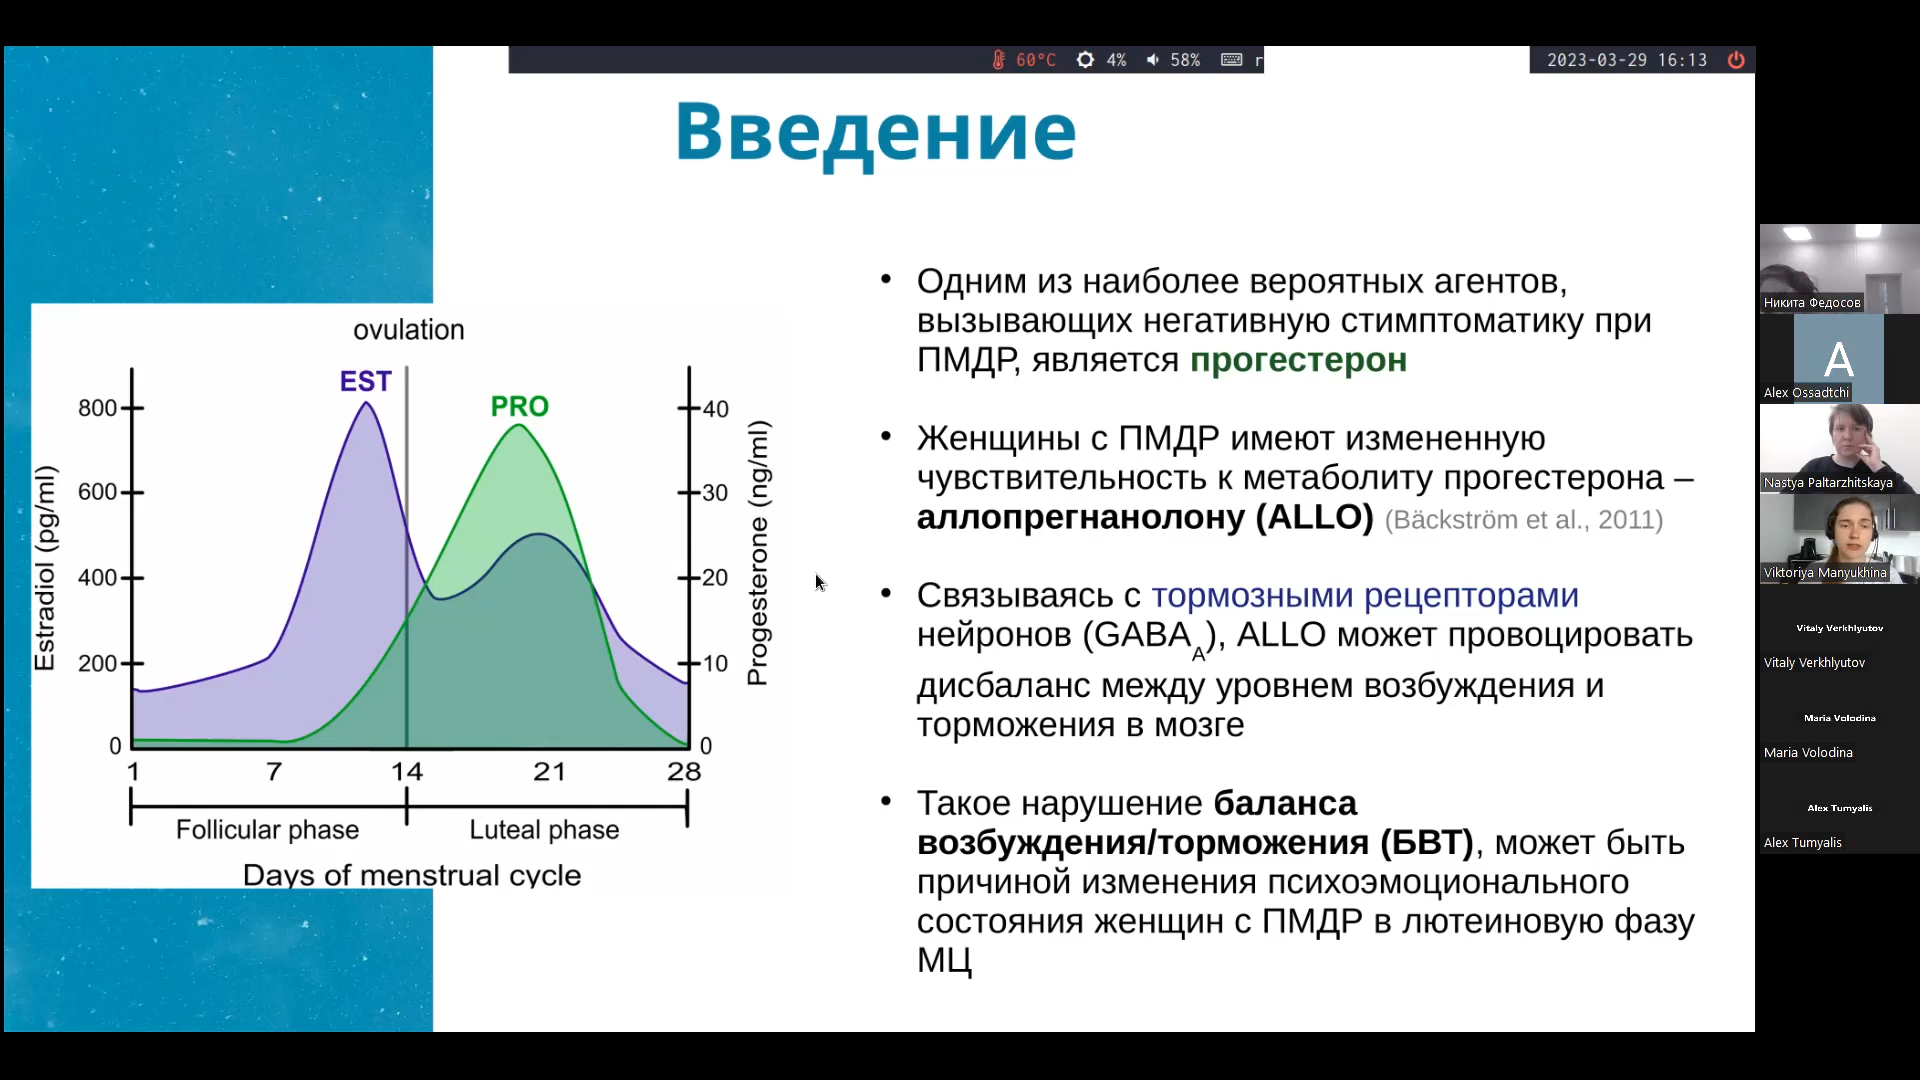 60°C 4% 58% r
2023-03-29 16:13
Введение
ovulation
EST
PRO
800
600
400
200
0
40
30
20
10
0
Estradiol (pg/ml)
Progesterone (ng/ml)
1 7 14 21 28
Follicular phase Luteal phase
Days of menstrual cycle
• Одним из наиболее вероятных агентов,
вызывающих негативную стимптоматику при
ПМДР, является прогестерон
• Женщины с ПМДР имеют измененную
чувствительность к метаболиту прогестерона –
аллопрегнанолону (ALLO) (Bäckström et al., 2011)
• Связываясь с тормозными рецепторами
нейронов (GABA_A), ALLO может провоцировать
дисбаланс между уровнем возбуждения и
торможения в мозге
• Такое нарушение баланса
возбуждения/торможения (БВТ), может быть
причиной изменения психоэмоционального
состояния женщин с ПМДР в лютеиновую фазу
МЦ
Никита Федосов
A
Alex Ossadtchi
Nastya Paltarzhitskaya
Viktoriya Manyukhina
Vitaly Verkhlyutov
Vitaly Verkhlyutov
Maria Volodina
Maria Volodina
Alex Tumyalis
Alex Tumyalis